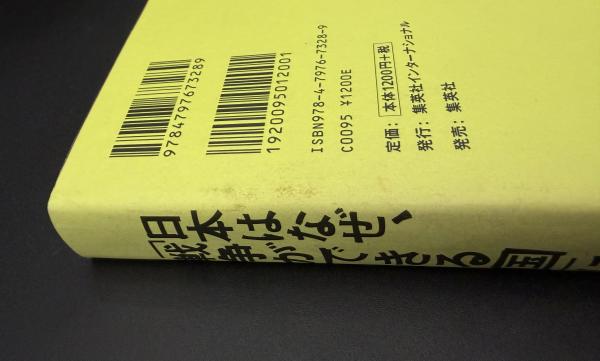 9784797673289
1920095012001
ISBN978-4-7976-7328-9
C0095 ¥1200E
定価: 本体1200円+税
発行: 集英社インターナショナル
発売: 集英社
日本はなぜ、
「戦争ができる国」に